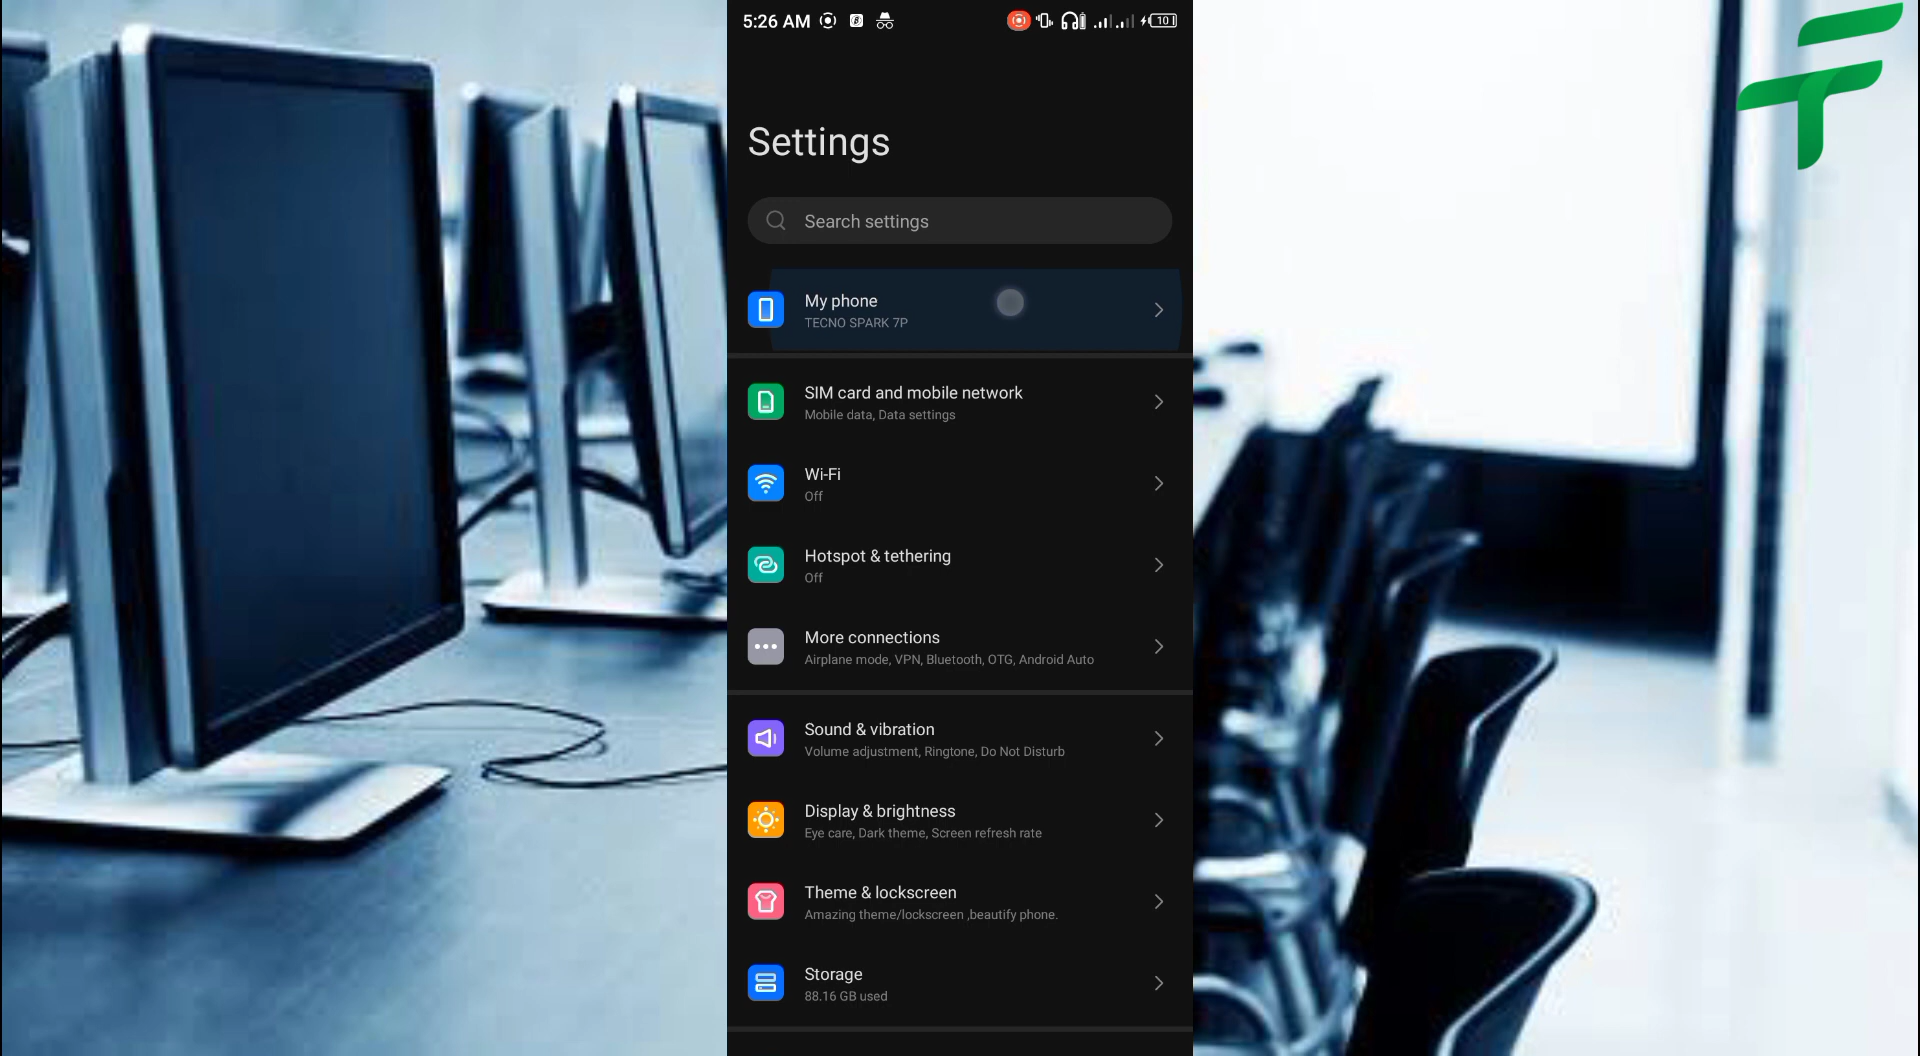 5:26 AM
10
Settings
Search settings
My phone
TECNO SPARK 7P
SIM card and mobile network
Mobile data, Data settings
Wi-Fi
Off
Hotspot & tethering
Off
More connections
Airplane mode, VPN, Bluetooth, OTG, Android Auto
Sound & vibration
Volume adjustment, Ringtone, Do Not Disturb
Display & brightness
Eye care, Dark theme, Screen refresh rate
Theme & lockscreen
Amazing theme/lockscreen ,beautify phone.
Storage
88.16 GB used